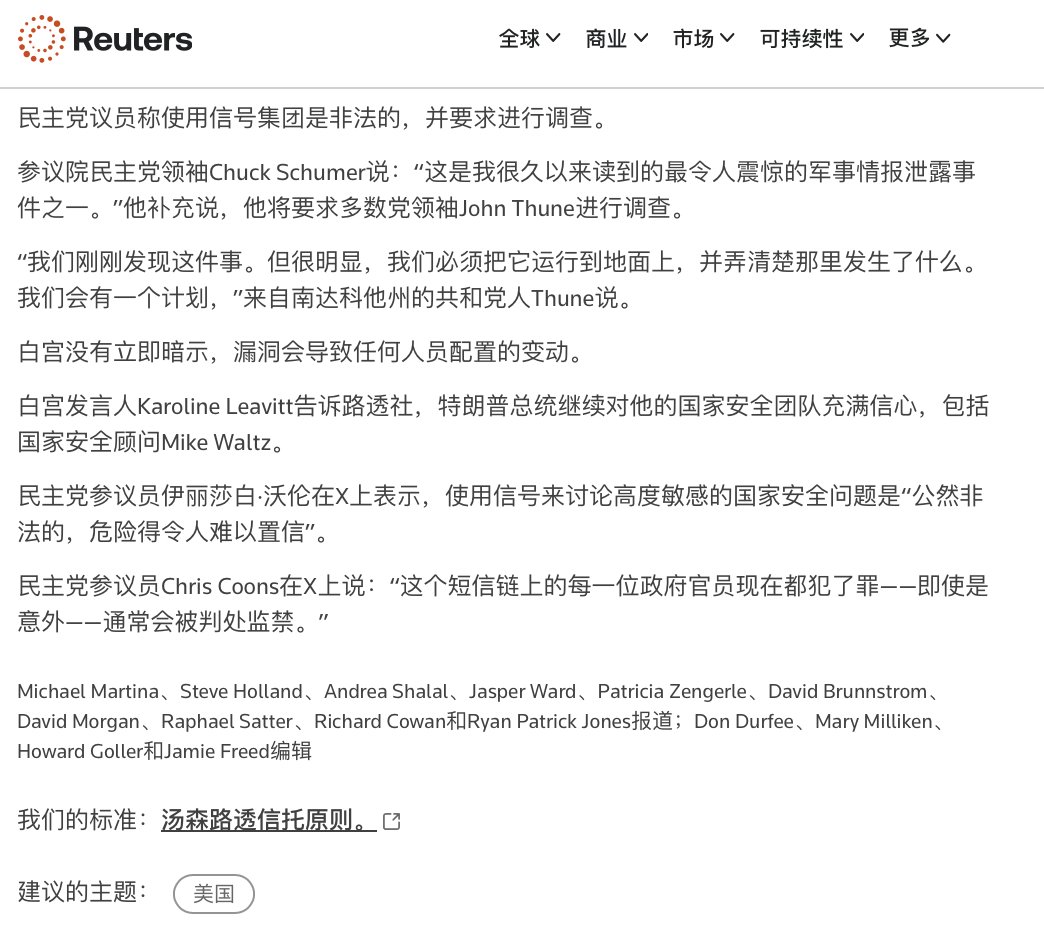 Reuters
全球 商业 市场 可持续性 更多
民主党议员称使用信号集团是非法的，并要求进行调查。
参议院民主党领袖Chuck Schumer说：“这是我很久以来读到的最令人震惊的军事情报泄露事
件之一。”他补充说，他将要求多数党领袖John Thune进行调查。
“我们刚刚发现这件事。但很明显，我们必须把它运行到地面上，并弄清楚那里发生了什么。
我们会有一个计划，”来自南达科他州的共和党人Thune说。
白宫没有立即暗示，漏洞会导致任何人员配置的变动。
白宫发言人Karoline Leavitt告诉路透社，特朗普总统继续对他的国家安全团队充满信心，包括
国家安全顾问Mike Waltz。
民主党参议员伊丽莎白·沃伦在X上表示，使用信号来讨论高度敏感的国家安全问题是“公然非
法的，危险得令人难以置信”。
民主党参议员Chris Coons在X上说：“这个短信链上的每一位政府官员现在都犯了罪——即使是
意外——通常会被判处监禁。”
Michael Martina、Steve Holland、Andrea Shalal、Jasper Ward、Patricia Zengerle、David Brunnstrom、
David Morgan、Raphael Satter、Richard Cowan和Ryan Patrick Jones报道；Don Durfee、Mary Milliken、
Howard Goller和Jamie Freed编辑
我们的标准：汤森路透信托原则。
建议的主题： 美国